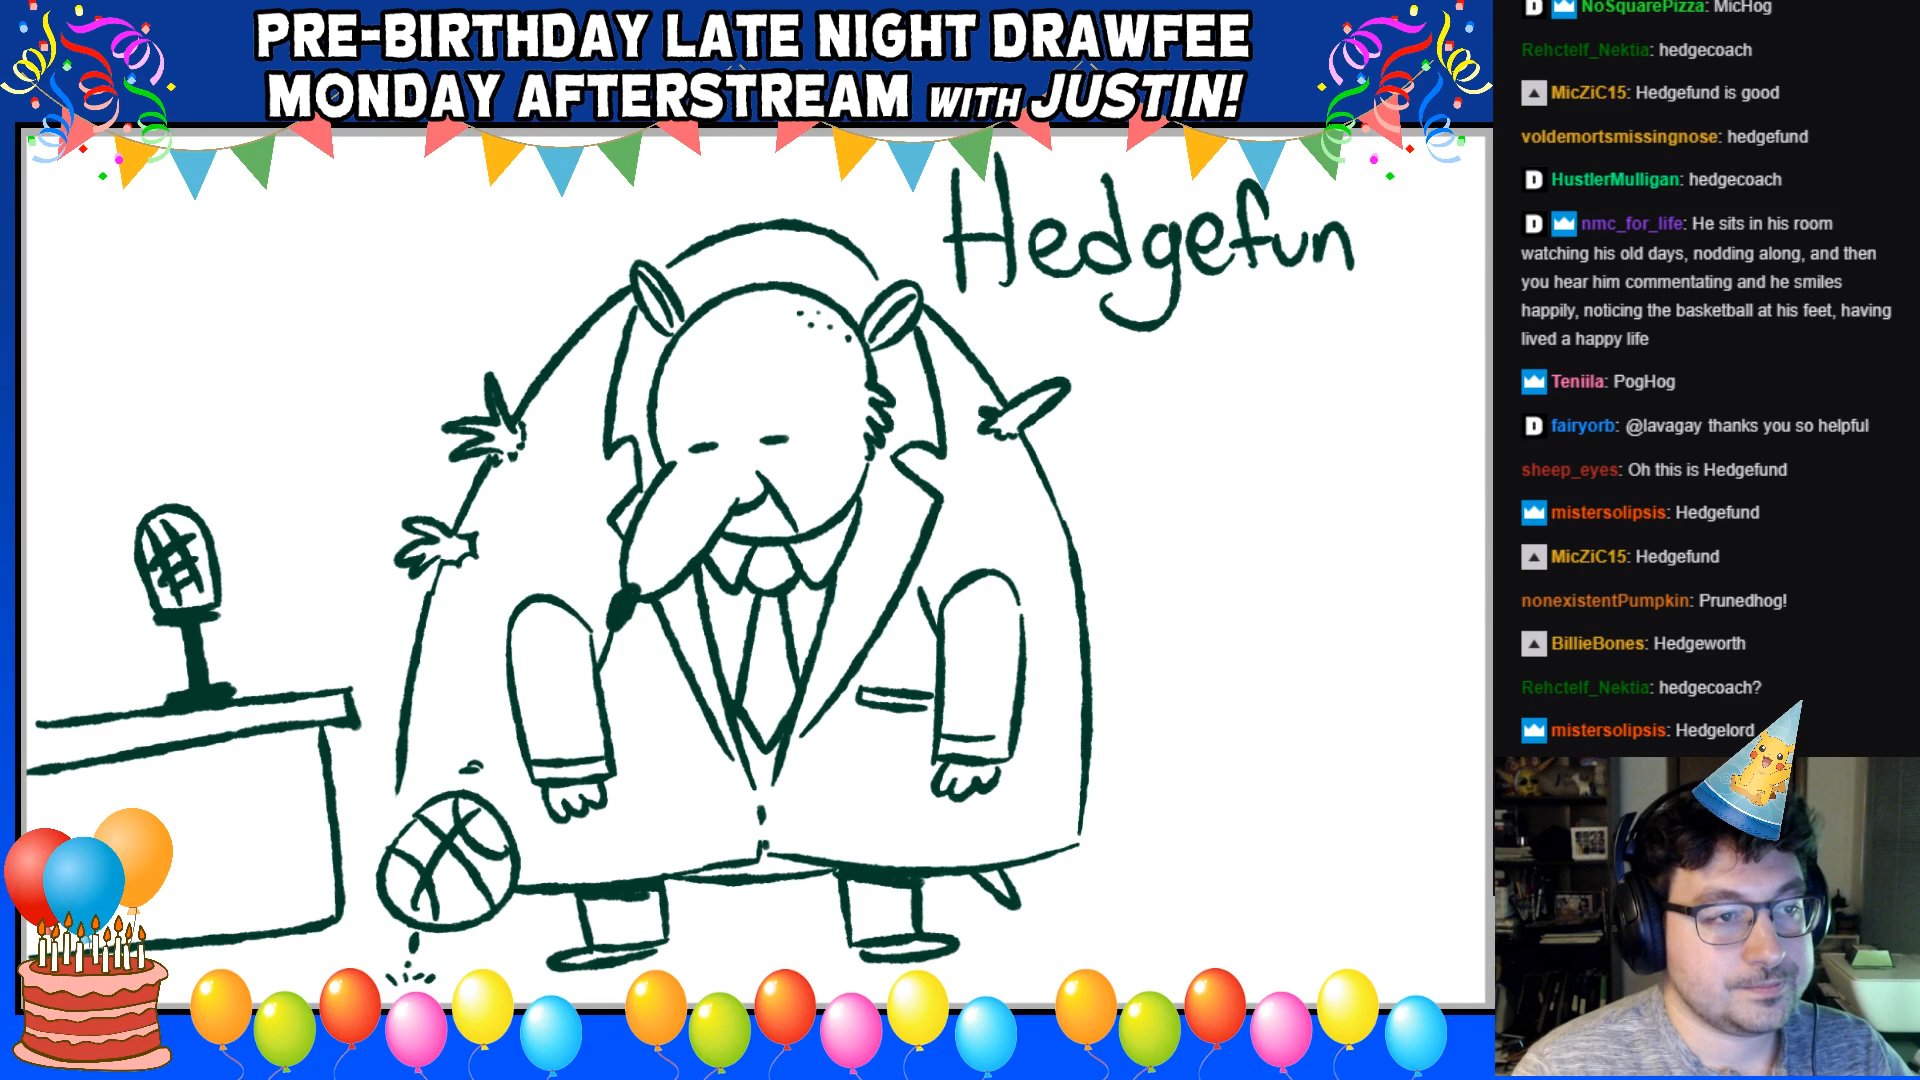 PRE-BIRTHDAY LATE NIGHT DRAWFEE
MONDAY AFTERSTREAM WITH JUSTIN!
Hedgefun
NoSquarePizza: MicHog
Rehctelf_Nektia: hedgecoach
MicZiC15: Hedgefund is good
voldemortsmissingnose: hedgefund
HustlerMulligan: hedgecoach
nmc_for_life: He sits in his room
watching his old days, nodding along, and then
you hear him commentating and he smiles
happily, noticing the basketball at his feet, having
lived a happy life
Teniila: PogHog
fairyorb: @lavagay thanks you so helpful
sheep_eyes: Oh this is Hedgefund
mistersolipsis: Hedgefund
MicZiC15: Hedgefund
nonexistentPumpkin: Prunedhog!
BillieBones: Hedgeworth
Rehctelf_Nektia: hedgecoach?
mistersolipsis: Hedgelord